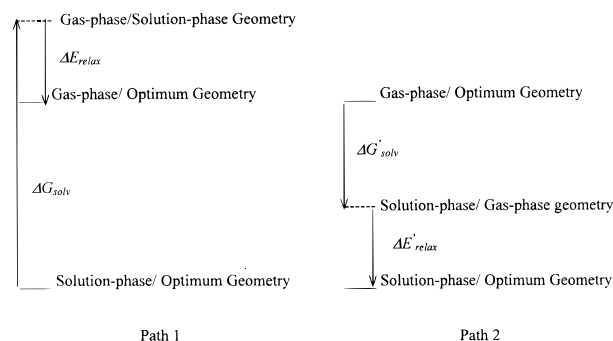 Gas-phase/Solution-phase Geometry
ΔE_relax
Gas-phase/ Optimum Geometry
ΔG_solv
Solution-phase/ Optimum Geometry
Path 1
Gas-phase/ Optimum Geometry
ΔG'_solv
Solution-phase/ Gas-phase geometry
ΔE'_relax
Solution-phase/ Optimum Geometry
Path 2